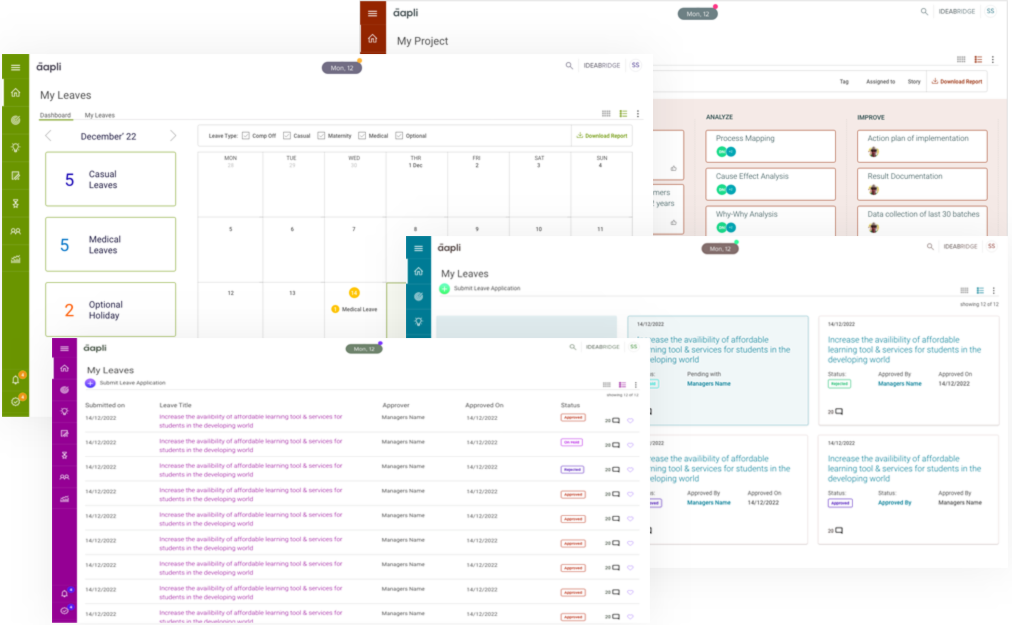 āapli
Mon, 12
IDEABRIDGE
SS
My Project
Tag
Assigned to
Story
Download Report
ANALYZE
IMPROVE
Process Mapping
Action plan of implementation
Cause Effect Analysis
Result Documentation
mers
years
Why-Why Analysis
Data collection of last 30 batches
āapli
Mon, 12
IDEABRIDGE
SS
My Leaves
Dashboard
My Leaves
December' 22
Leave Type:
Comp Off
Casual
Maternity
Medical
Optional
Download Report
5
Casual
Leaves
5
Medical
Leaves
2
Optional
Holiday
MON
TUE
WED
THR
FRI
SAT
SUN
28
29
30
1 Dec
2
3
4
5
6
7
8
9
10
11
12
13
14
Medical Leave
āapli
Mon, 12
IDEABRIDGE
SS
My Leaves
Submit Leave Application
showing 12 of 12
14/12/2022
Increase the availibility of affordable
learning tool & services for students in the
developing world
Status:
Approved By
Approved On
Rejected
Managers Name
14/12/2022
20
14/12/2022
rease the availibility of affordable
rning tool & services for students in the
veloping world
Pending with
Managers Name
/2022
ease the availibility of affordable
ning tool & services for students in the
eloping world
Approved By
Approved On
Managers Name
14/12/2022
14/12/2022
Increase the availibility of affordable
learning tool & services for students in the
developing world
Status:
Status:
Approved By
Approved
Approved By
Managers Name
20
āapli
Mon, 12
IDEABRIDGE
SS
My Leaves
Submit Leave Application
showing 12 of 12
Submitted on
Leave Title
Approver
Approved On
Status
14/12/2022
Increase the availibility of affordable learning tool & services for
students in the developing world
Managers Name
14/12/2022
Approved
20
14/12/2022
Increase the availibility of affordable learning tool & services for
students in the developing world
Managers Name
14/12/2022
20
14/12/2022
Increase the availibility of affordable learning tool & services for
students in the developing world
Managers Name
14/12/2022
Rejected
20
14/12/2022
Increase the availibility of affordable learning tool & services for
students in the developing world
Managers Name
14/12/2022
Approved
20
14/12/2022
Increase the availibility of affordable learning tool & services for
students in the developing world
Managers Name
14/12/2022
Approved
20
14/12/2022
Increase the availibility of affordable learning tool & services for
students in the developing world
Managers Name
14/12/2022
Approved
20
14/12/2022
Increase the availibility of affordable learning tool & services for
students in the developing world
Managers Name
14/12/2022
Approved
20
14/12/2022
Increase the availibility of affordable learning tool & services for
students in the developing world
Managers Name
14/12/2022
Approved
20
14/12/2022
Increase the availibility of affordable learning tool & services for
students in the developing world
Managers Name
14/12/2022
Approved
20